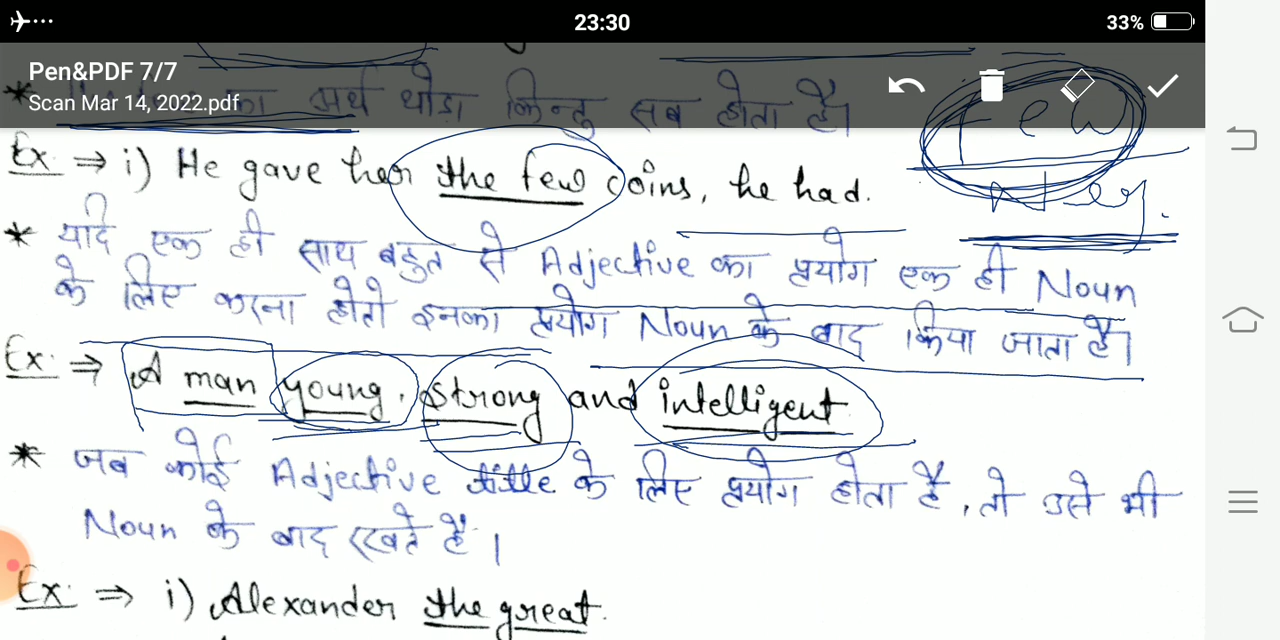 23:30
33%
Pen&PDF 7/7
Scan Mar 14, 2022.pdf
* का अर्थ थोडा किन्तु सब होता है।
Few
Ex ⇒ i) He gave her the few coins, he had.
Neg.
* यदि एक ही साथ बहुत से Adjective का प्रयोग एक ही Noun
के लिए करना होतो इनका प्रयोग Noun के बाद किया जाता है।
Ex. ⇒ A man young, strong and intelligent
* जब कोई Adjective title के लिए प्रयोग होता है, तो उसे भी
Noun के बाद रखते है।
Ex. ⇒ i) Alexander the great.